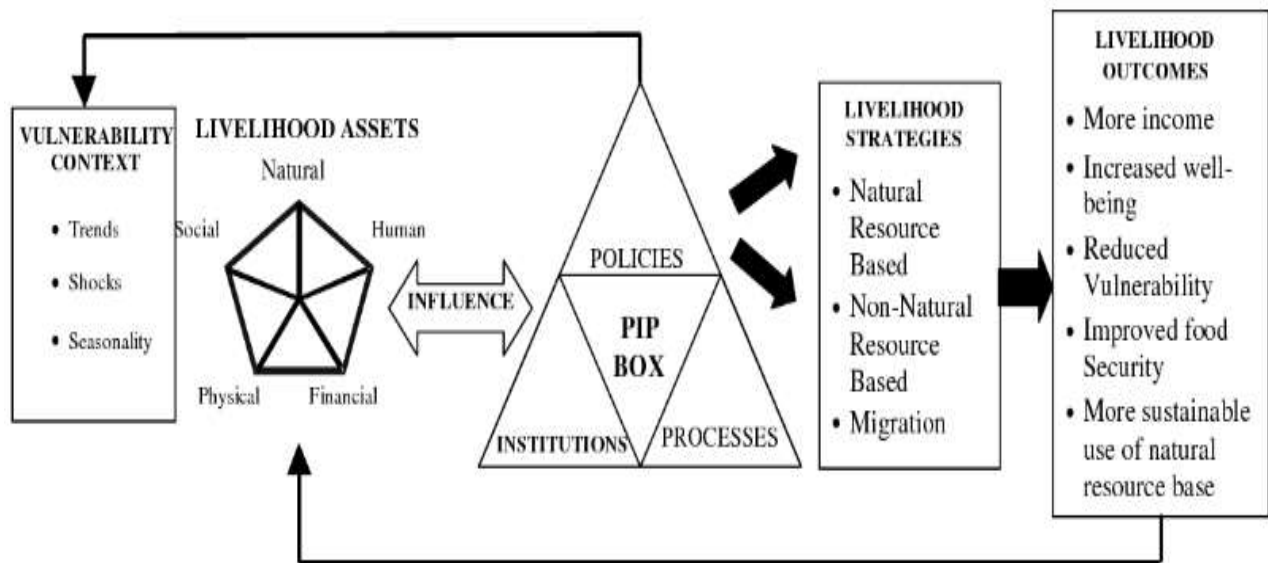 VULNERABILITY
CONTEXT
• Trends
• Shocks
• Seasonality
LIVELIHOOD ASSETS
Natural
Social
Human
Physical
Financial
INFLUENCE
POLICIES
PIP
BOX
INSTITUTIONS
PROCESSES
LIVELIHOOD
STRATEGIES
• Natural
Resource
Based
• Non-Natural
Resource
Based
• Migration
LIVELIHOOD
OUTCOMES
• More income
• Increased well-
being
• Reduced
Vulnerability
• Improved food
Security
• More sustainable
use of natural
resource base